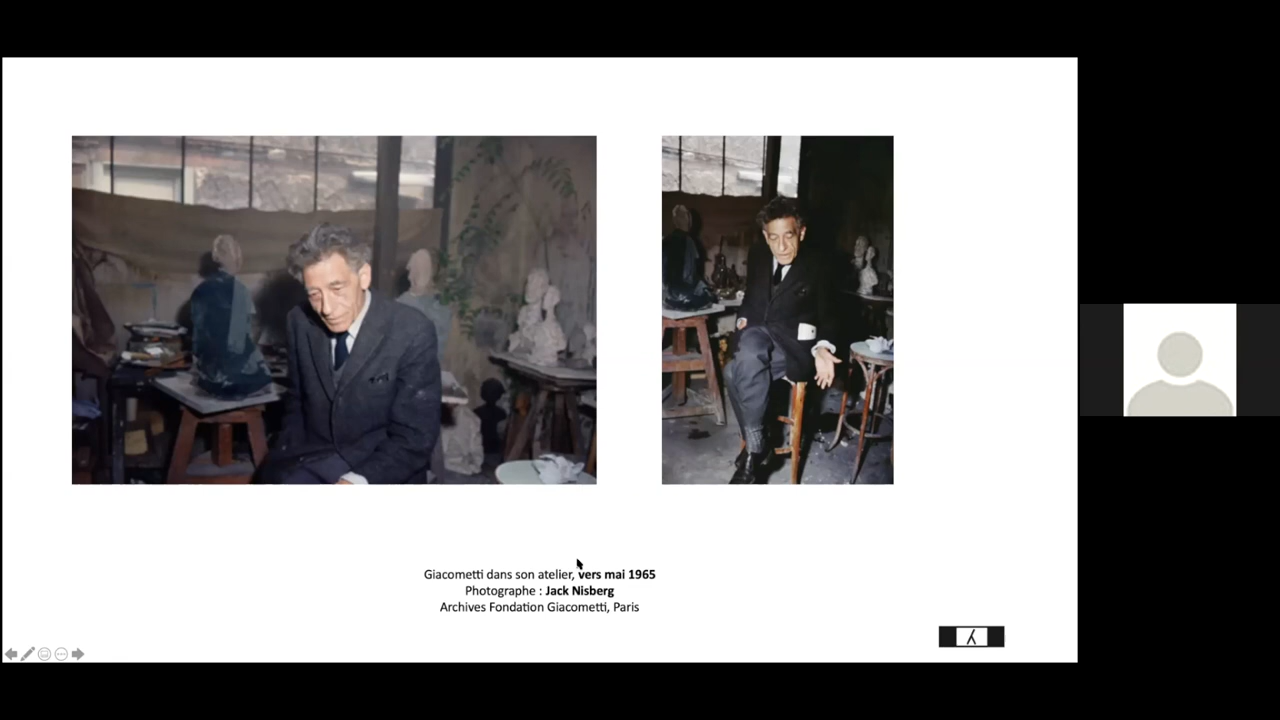 Giacometti dans son atelier, vers mai 1965
Photographe : Jack Nisberg
Archives Fondation Giacometti, Paris